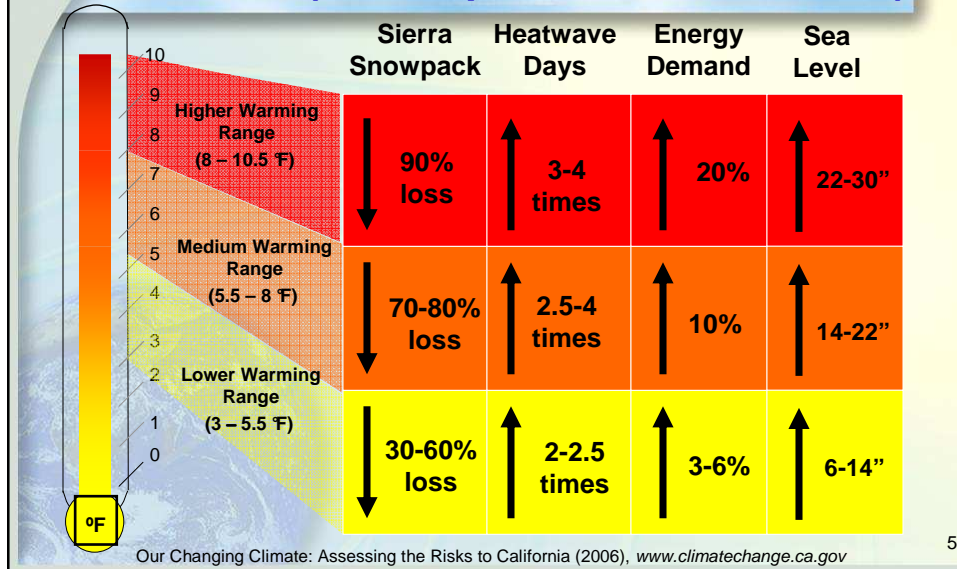 Sierra Snowpack
Heatwave Days
Energy Demand
Sea Level
10
9
8
7
6
5
4
3
2
1
0
ºF
Higher Warming
Range
(8 – 10.5 °F)
90%
loss
3-4
times
20%
22-30”
Medium Warming
Range
(5.5 – 8 °F)
70-80%
loss
2.5-4
times
10%
14-22”
Lower Warming
Range
(3 – 5.5 °F)
30-60%
loss
2-2.5
times
3-6%
6-14”
Our Changing Climate: Assessing the Risks to California (2006), www.climatechange.ca.gov
5